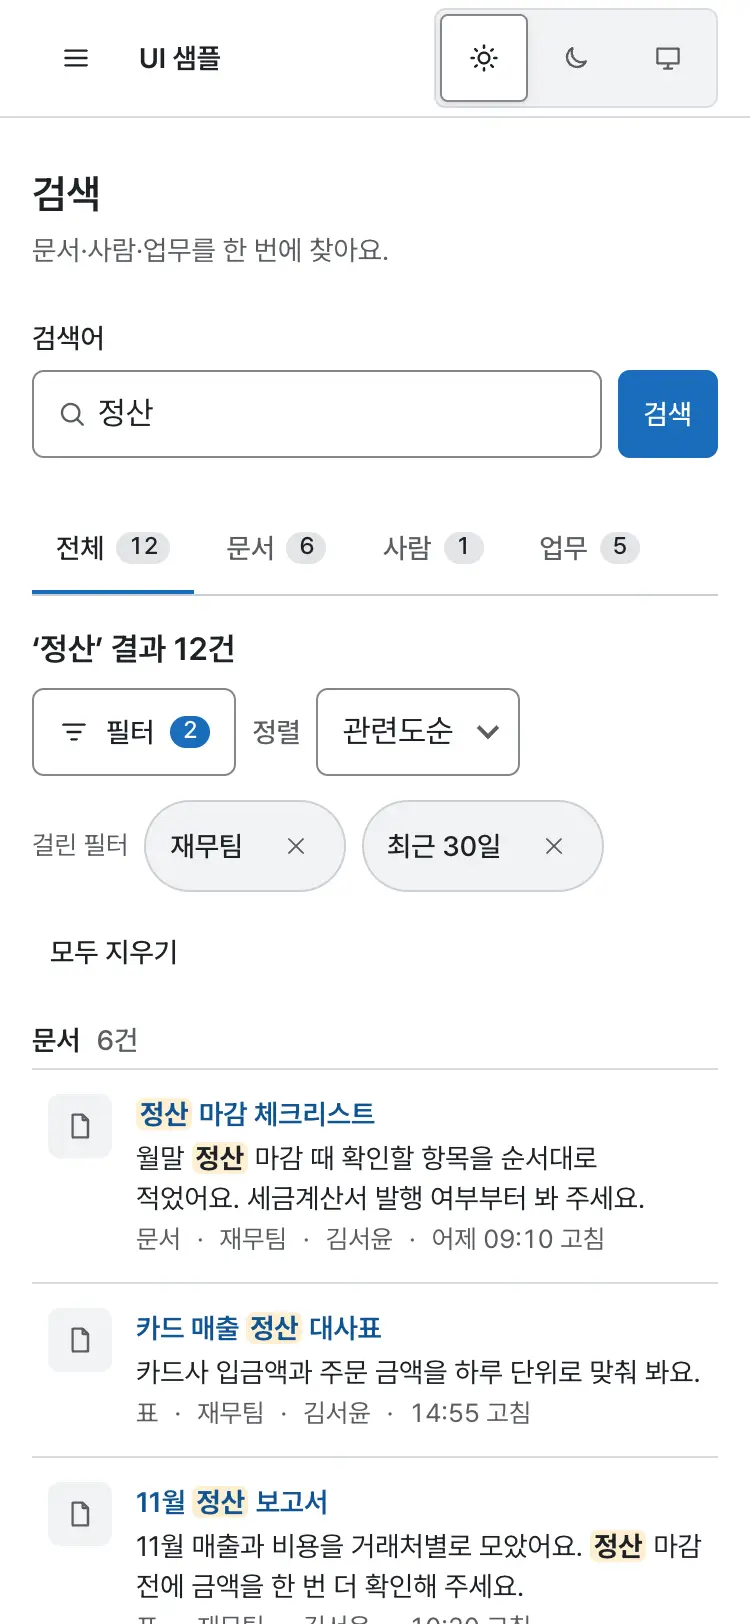 UI 샘플
검색
문서·사람·업무를 한 번에 찾아요.
검색어
정산
검색
전체 12 문서 6 사람 1 업무 5
‘정산’ 결과 12건
필터 2 정렬 관련도순
걸린 필터 재무팀 최근 30일
모두 지우기
문서 6건
정산 마감 체크리스트
월말 정산 마감 때 확인할 항목을 순서대로
적었어요. 세금계산서 발행 여부부터 봐 주세요.
문서 · 재무팀 · 김서윤 · 어제 09:10 고침
카드 매출 정산 대사표
카드사 입금액과 주문 금액을 하루 단위로 맞춰 봐요.
표 · 재무팀 · 김서윤 · 14:55 고침
11월 정산 보고서
11월 매출과 비용을 거래처별로 모았어요. 정산 마감
전에 금액을 한 번 더 확인해 주세요.